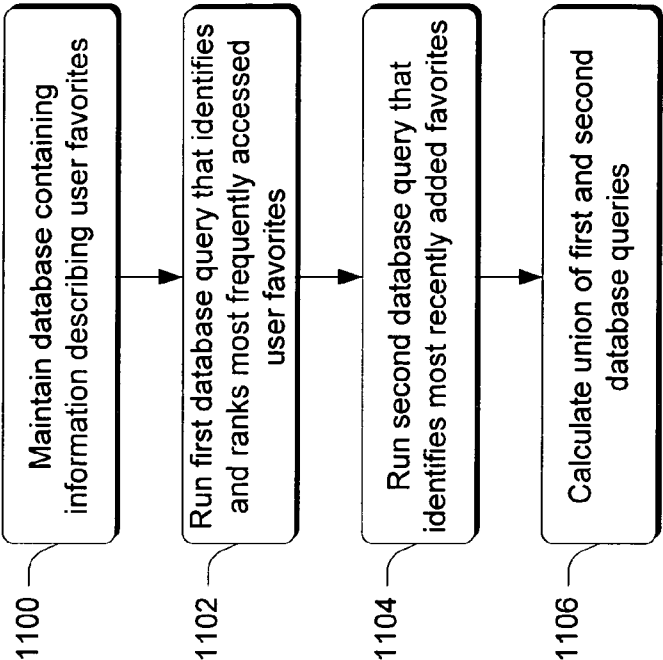 1100
Maintain database containing
information describing user favorites
1102
Run first database query that identifies
and ranks most frequently accessed
user favorites
1104
Run second database query that
identifies most recently added favorites
1106
Calculate union of first and second
database queries